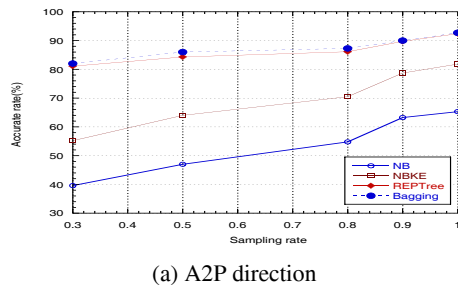 Accurate rate(%)
100
90
80
70
60
50
40
30
0.3
0.4
0.5
0.6
0.7
0.8
0.9
1
Sampling rate
NB
NBKE
REPTree
Bagging
(a) A2P direction